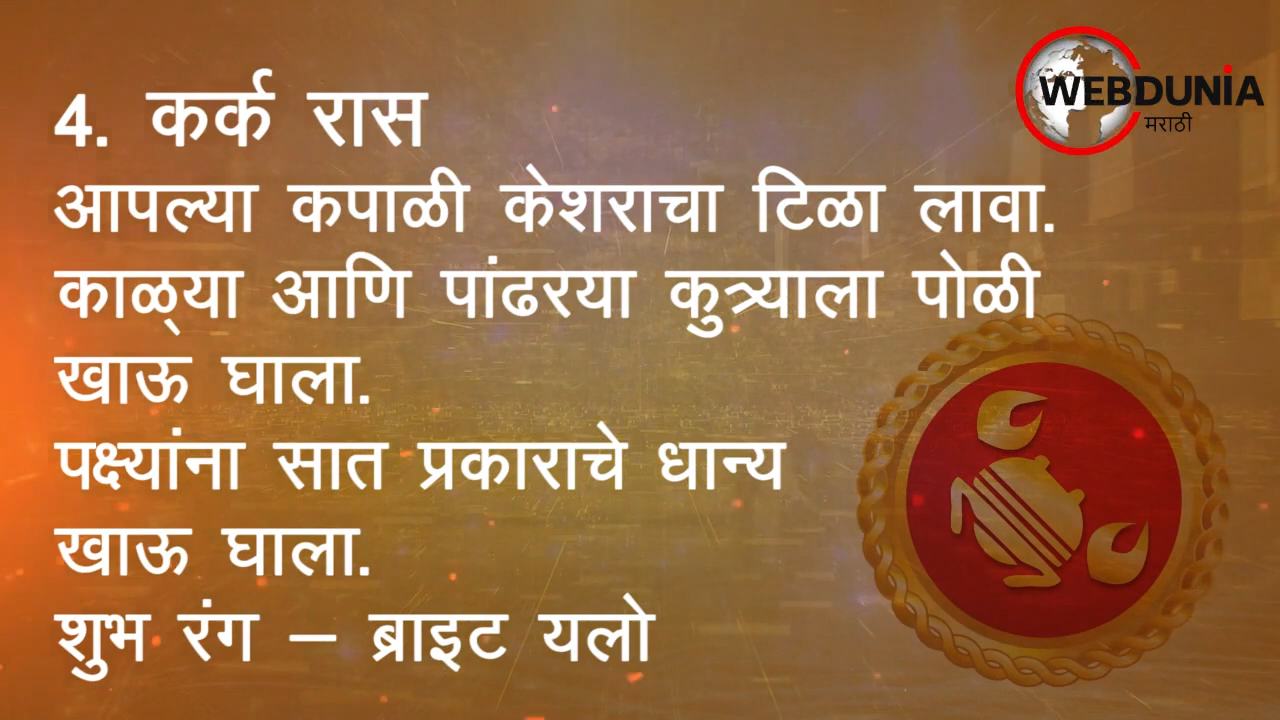 4. कर्क रास
WEBDUNIA
मराठी
आपल्या कपाळी केशराचा टिळा लावा.
काळ्या आणि पांढरया कुत्र्याला पोळी
खाऊ घाला.
पक्ष्यांना सात प्रकाराचे धान्य
खाऊ घाला.
शुभ रंग – ब्राइट यलो